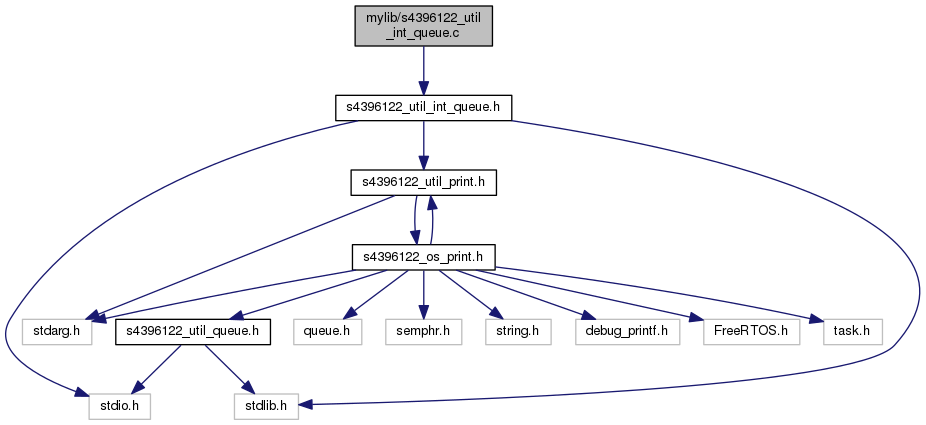 mylib/s4396122_util
_int_queue.c
s4396122_util_int_queue.h
s4396122_util_print.h
s4396122_os_print.h
stdarg.h
s4396122_util_queue.h
queue.h
semphr.h
string.h
debug_printf.h
FreeRTOS.h
task.h
stdio.h
stdlib.h